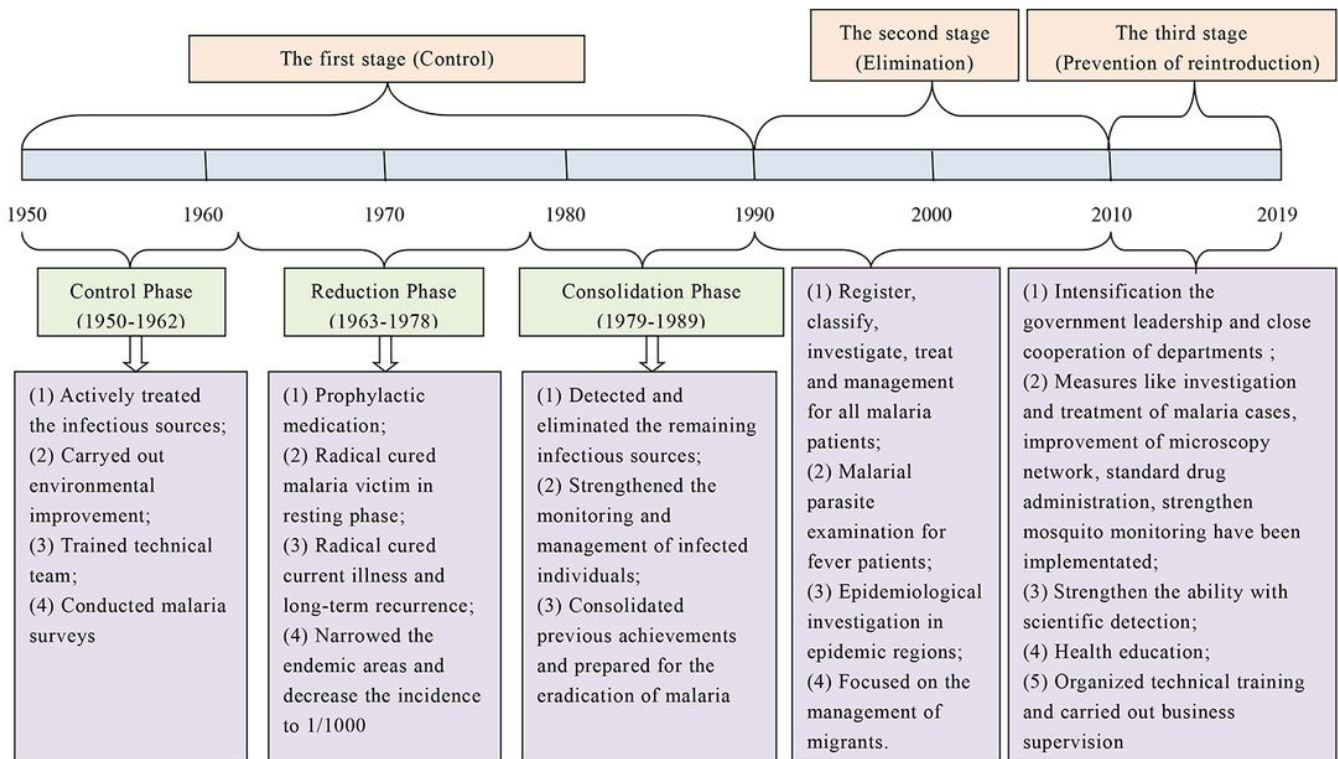 The first stage (Control)
The second stage
(Elimination)
The third stage
(Prevention of reintroduction)
1950
1960
1970
1980
1990
2000
2010
2019
Control Phase
(1950-1962)
Reduction Phase
(1963-1978)
Consolidation Phase
(1979-1989)
(1) Actively treated
the infectious sources;
(2) Carryed out
environmental
improvement;
(3) Trained technical
team;
(4) Conducted malaria
surveys
(1) Prophylactic
medication;
(2) Radical cured
malaria victim in
resting phase;
(3) Radical cured
current illness and
long-term recurrence;
(4) Narrowed the
endemic areas and
decrease the incidence
to 1/1000
(1) Detected and
eliminated the remaining
infectious sources;
(2) Strengthened the
monitoring and
management of infected
individuals;
(3) Consolidated
previous achievements
and prepared for the
eradication of malaria
(1) Register,
classify,
investigate, treat
and management
for all malaria
patients;
(2) Malarial
parasite
examination for
fever patients;
(3) Epidemiological
investigation in
epidemic regions;
(4) Focused on the
management of
migrants.
(1) Intensification the
government leadership and close
cooperation of departments ;
(2) Measures like investigation
and treatment of malaria cases,
improvement of microscopy
network, standard drug
administration, strengthen
mosquito monitoring have been
implementated;
(3) Strengthen the ability with
scientific detection;
(4) Health education;
(5) Organized technical training
and carried out business
supervision